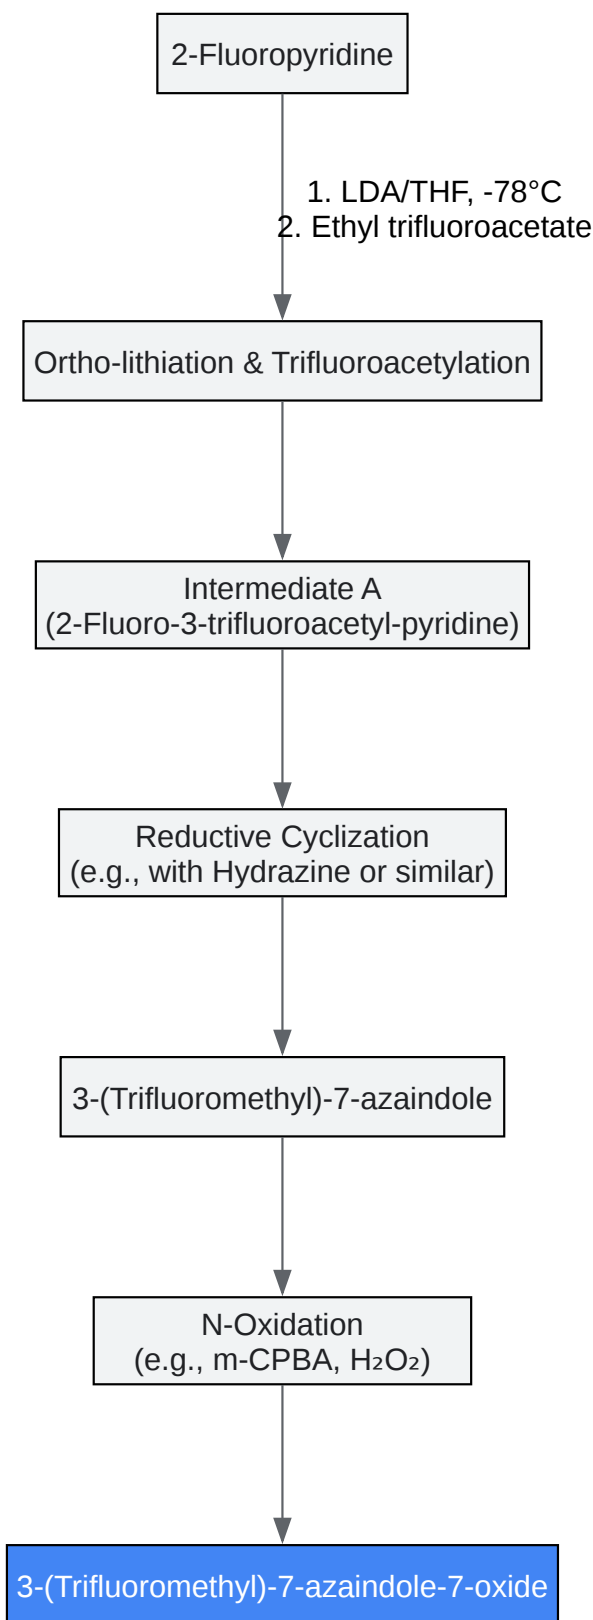 2-Fluoropyridine
1. LDA/THF, -78°C
2. Ethyl trifluoroacetate
Ortho-lithiation & Trifluoroacetylation
Intermediate A
(2-Fluoro-3-trifluoroacetyl-pyridine)
Reductive Cyclization
(e.g., with Hydrazine or similar)
3-(Trifluoromethyl)-7-azaindole
N-Oxidation
(e.g., m-CPBA, H₂O₂)
3-(Trifluoromethyl)-7-azaindole-7-oxide